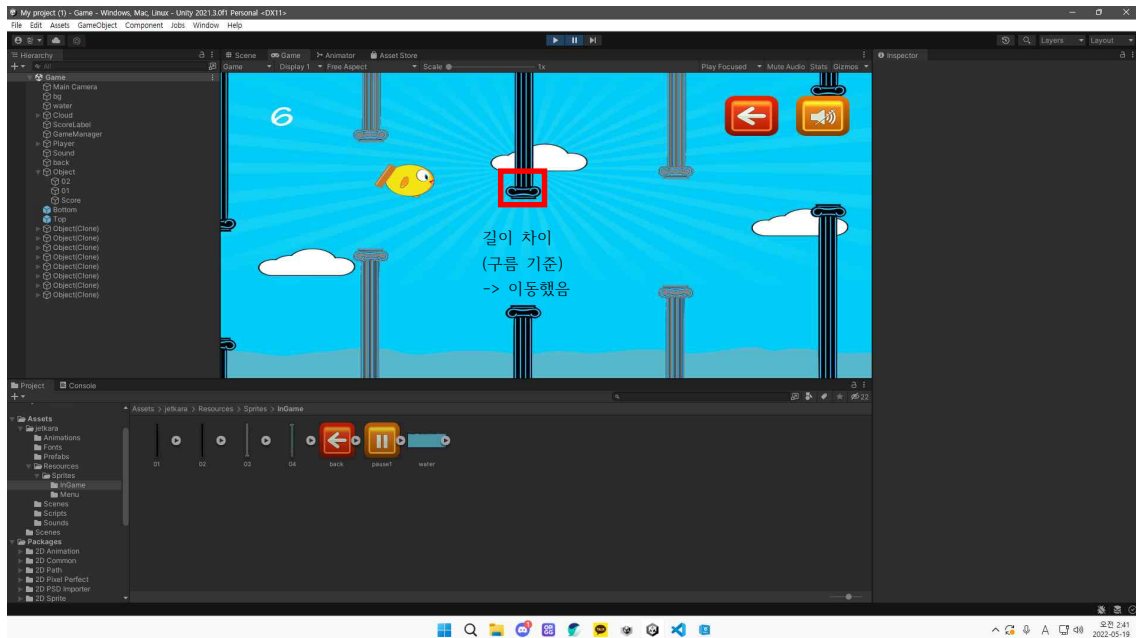 My project (1) - Game - Windows, Mac, Linux - Unity 2021.3.0f1 Personal <DX11>
File Edit Assets GameObject Component Jobs Window Help
Layers Layout
Hierarchy
Scene Game Animator Asset Store
Inspector
All
Game Display 1 Free Aspect Scale 1x Play Focused Mute Audio Stats Gizmos
Game
Main Camera
bg
water
Cloud
ScoreLabel
GameManager
Player
Sound
back
Object
02
01
Score
Bottom
Top
Object(Clone)
Object(Clone)
Object(Clone)
Object(Clone)
Object(Clone)
Object(Clone)
Object(Clone)
Object(Clone)
6
길이 차이
(구름 기준)
-> 이동했음
Project Console
22
Assets
jetkara
Animations
Fonts
Prefabs
Resources
Sprites
InGame
Menu
Scenes
Scripts
Sounds
Scenes
Packages
2D Animation
2D Common
2D Path
2D Pixel Perfect
2D PSD Importer
2D Sprite
Assets > jetkara > Resources > Sprites > InGame
01 02 03 04 back pause1 water
A
오전 2:41
2022-05-19